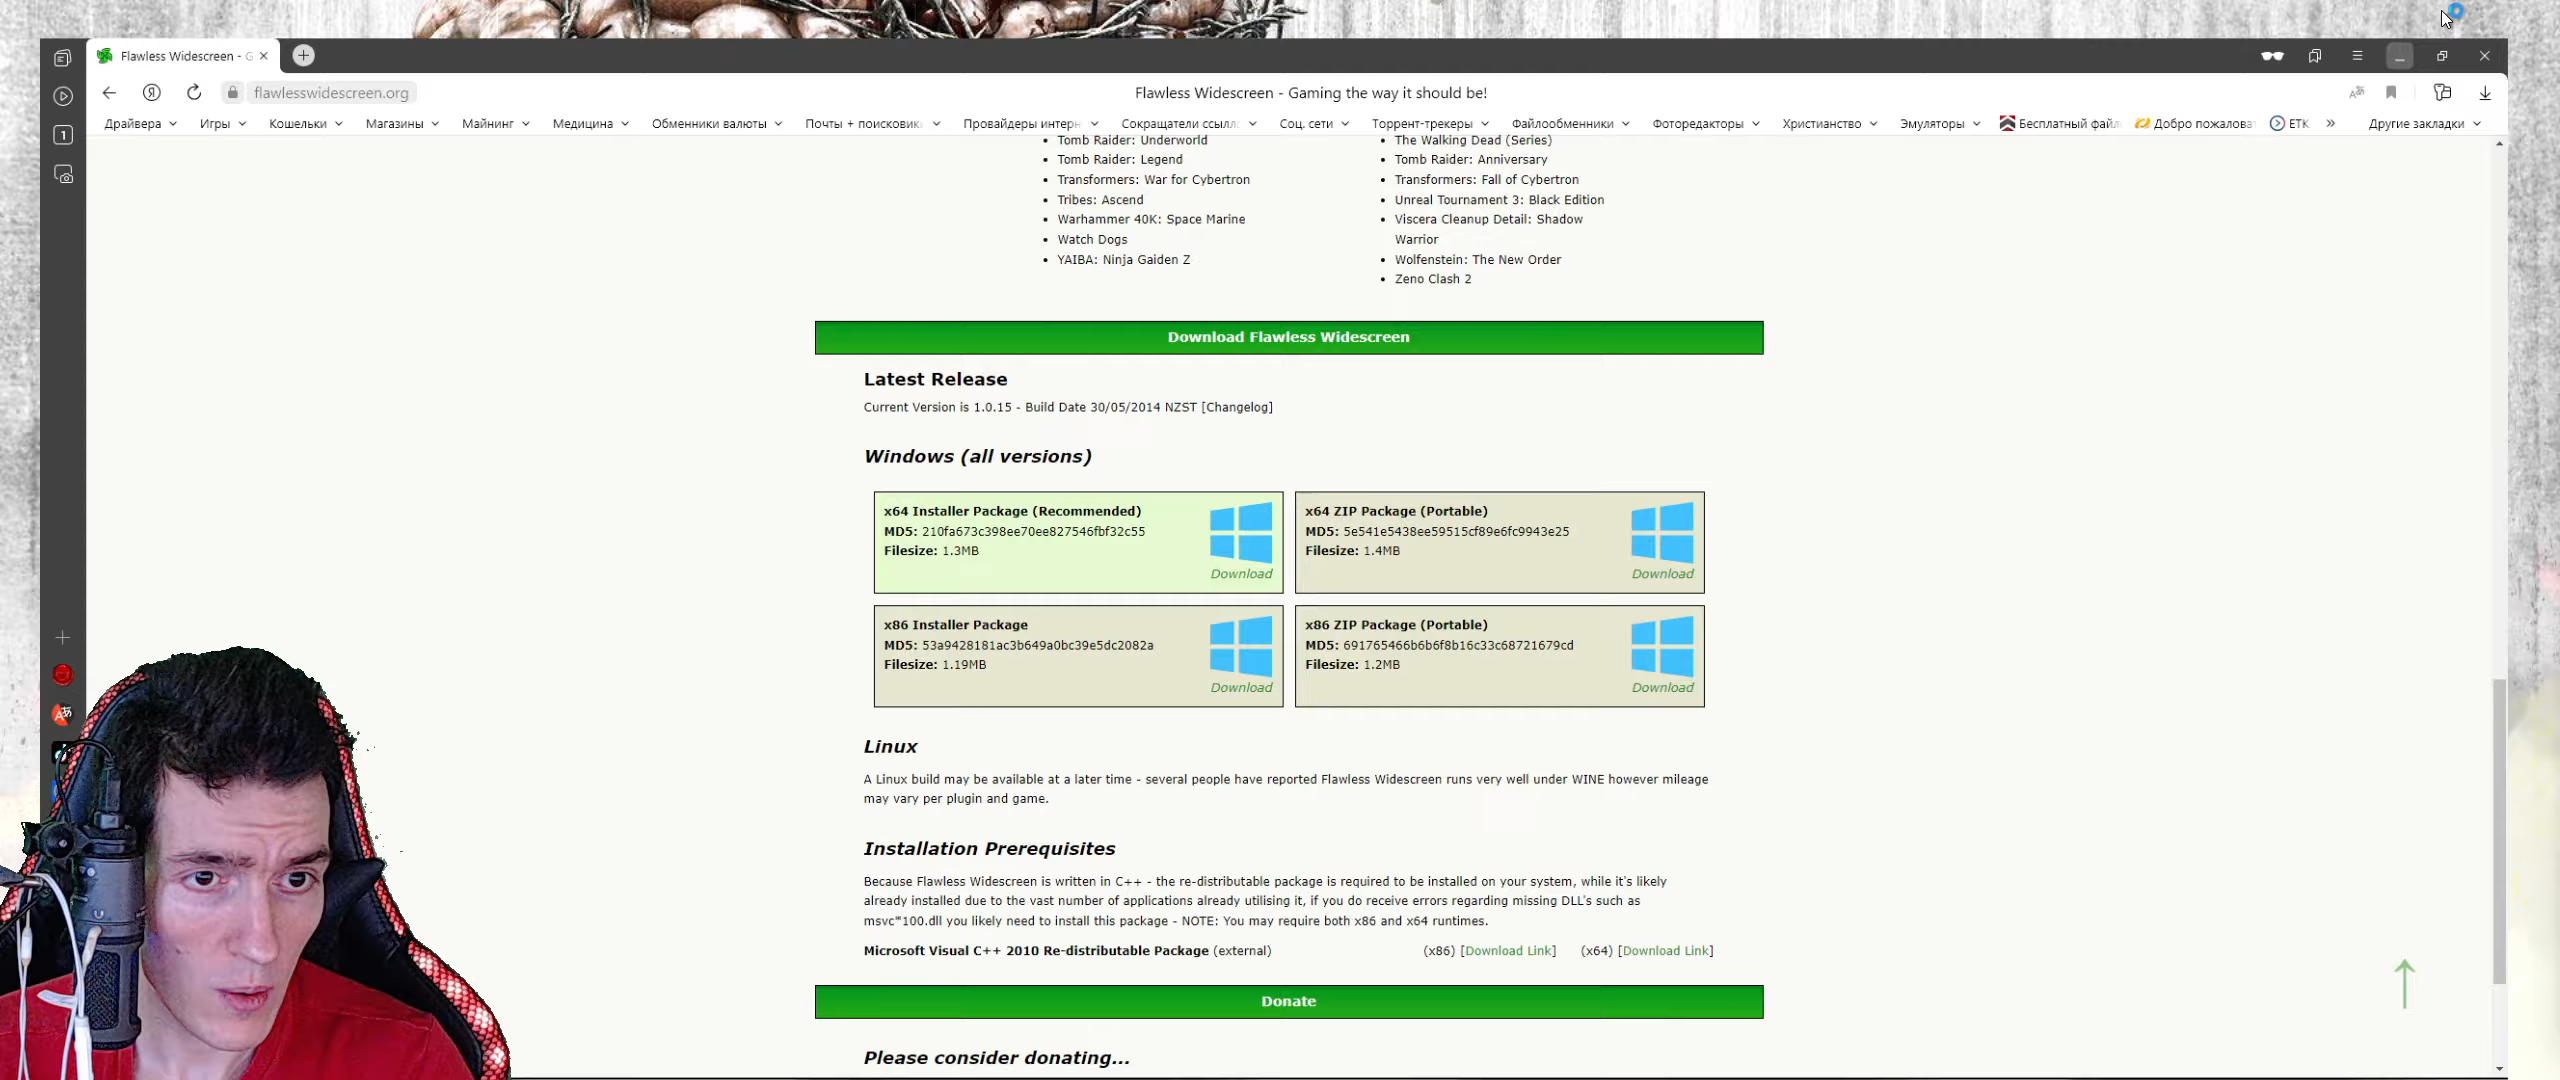 Flawless Widescreen - G
flawlesswidescreen.org
Flawless Widescreen - Gaming the way it should be!
Драйвера Игры Кошельки Магазины Майнинг Медицина Обменники валюты Почты + поисковик Провайдеры интерн Сокращатели ссыл Соц. сети Торрент-трекеры Файлообменники Фоторедакторы Христианство Эмуляторы Бесплатный файл Добро пожалова ЕТК » Другие закладки
1
• Tomb Raider: Underworld
• Tomb Raider: Legend
• Transformers: War for Cybertron
• Tribes: Ascend
• Warhammer 40K: Space Marine
• Watch Dogs
• YAIBA: Ninja Gaiden Z
• The Walking Dead (Series)
• Tomb Raider: Anniversary
• Transformers: Fall of Cybertron
• Unreal Tournament 3: Black Edition
• Viscera Cleanup Detail: Shadow
Warrior
• Wolfenstein: The New Order
• Zeno Clash 2
Download Flawless Widescreen
Latest Release
Current Version is 1.0.15 - Build Date 30/05/2014 NZST [Changelog]
Windows (all versions)
x64 Installer Package (Recommended)
MD5: 210fa673c398ee70ee827546fbf32c55
Filesize: 1.3MB
Download
x64 ZIP Package (Portable)
MD5: 5e541e5438ee59515cf89e6fc9943e25
Filesize: 1.4MB
Download
x86 Installer Package
MD5: 53a9428181ac3b649a0bc39e5dc2082a
Filesize: 1.19MB
Download
x86 ZIP Package (Portable)
MD5: 691765466b6b6f8b16c33c68721679cd
Filesize: 1.2MB
Download
Linux
A Linux build may be available at a later time - several people have reported Flawless Widescreen runs very well under WINE however mileage
may vary per plugin and game.
Installation Prerequisites
Because Flawless Widescreen is written in C++ - the re-distributable package is required to be installed on your system, while it's likely
already installed due to the vast number of applications already utilising it, if you do receive errors regarding missing DLL's such as
msvc*100.dll you likely need to install this package - NOTE: You may require both x86 and x64 runtimes.
Microsoft Visual C++ 2010 Re-distributable Package (external) (x86) [Download Link] (x64) [Download Link]
Donate
Please consider donating...